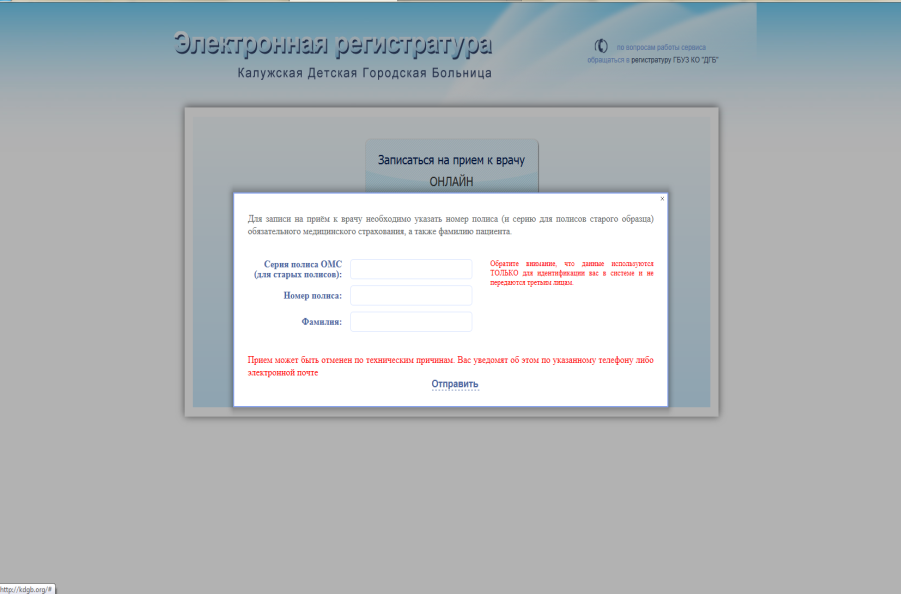 Электронная регистратура
Калужская Детская Городская Больница
по вопросам работы сервиса
обращаться в регистратуру ГБУЗ КО "ДГБ"
Записаться на прием к врачу
ОНЛАЙН
x
Для записи на приём к врачу необходимо указать номер полиса (и серию для полисов старого образца)
обязательного медицинского страхования, а также фамилию пациента.
Серия полиса ОМС
(для старых полисов):
Обратите внимание, что данные используются
ТОЛЬКО для идентификации вас в системе и не
передаются третьим лицам.
Номер полиса:
Фамилия:
Прием может быть отменен по техническим причинам. Вас уведомят об этом по указанному телефону либо
электронной почте
Отправить
http://kdgb.org/#